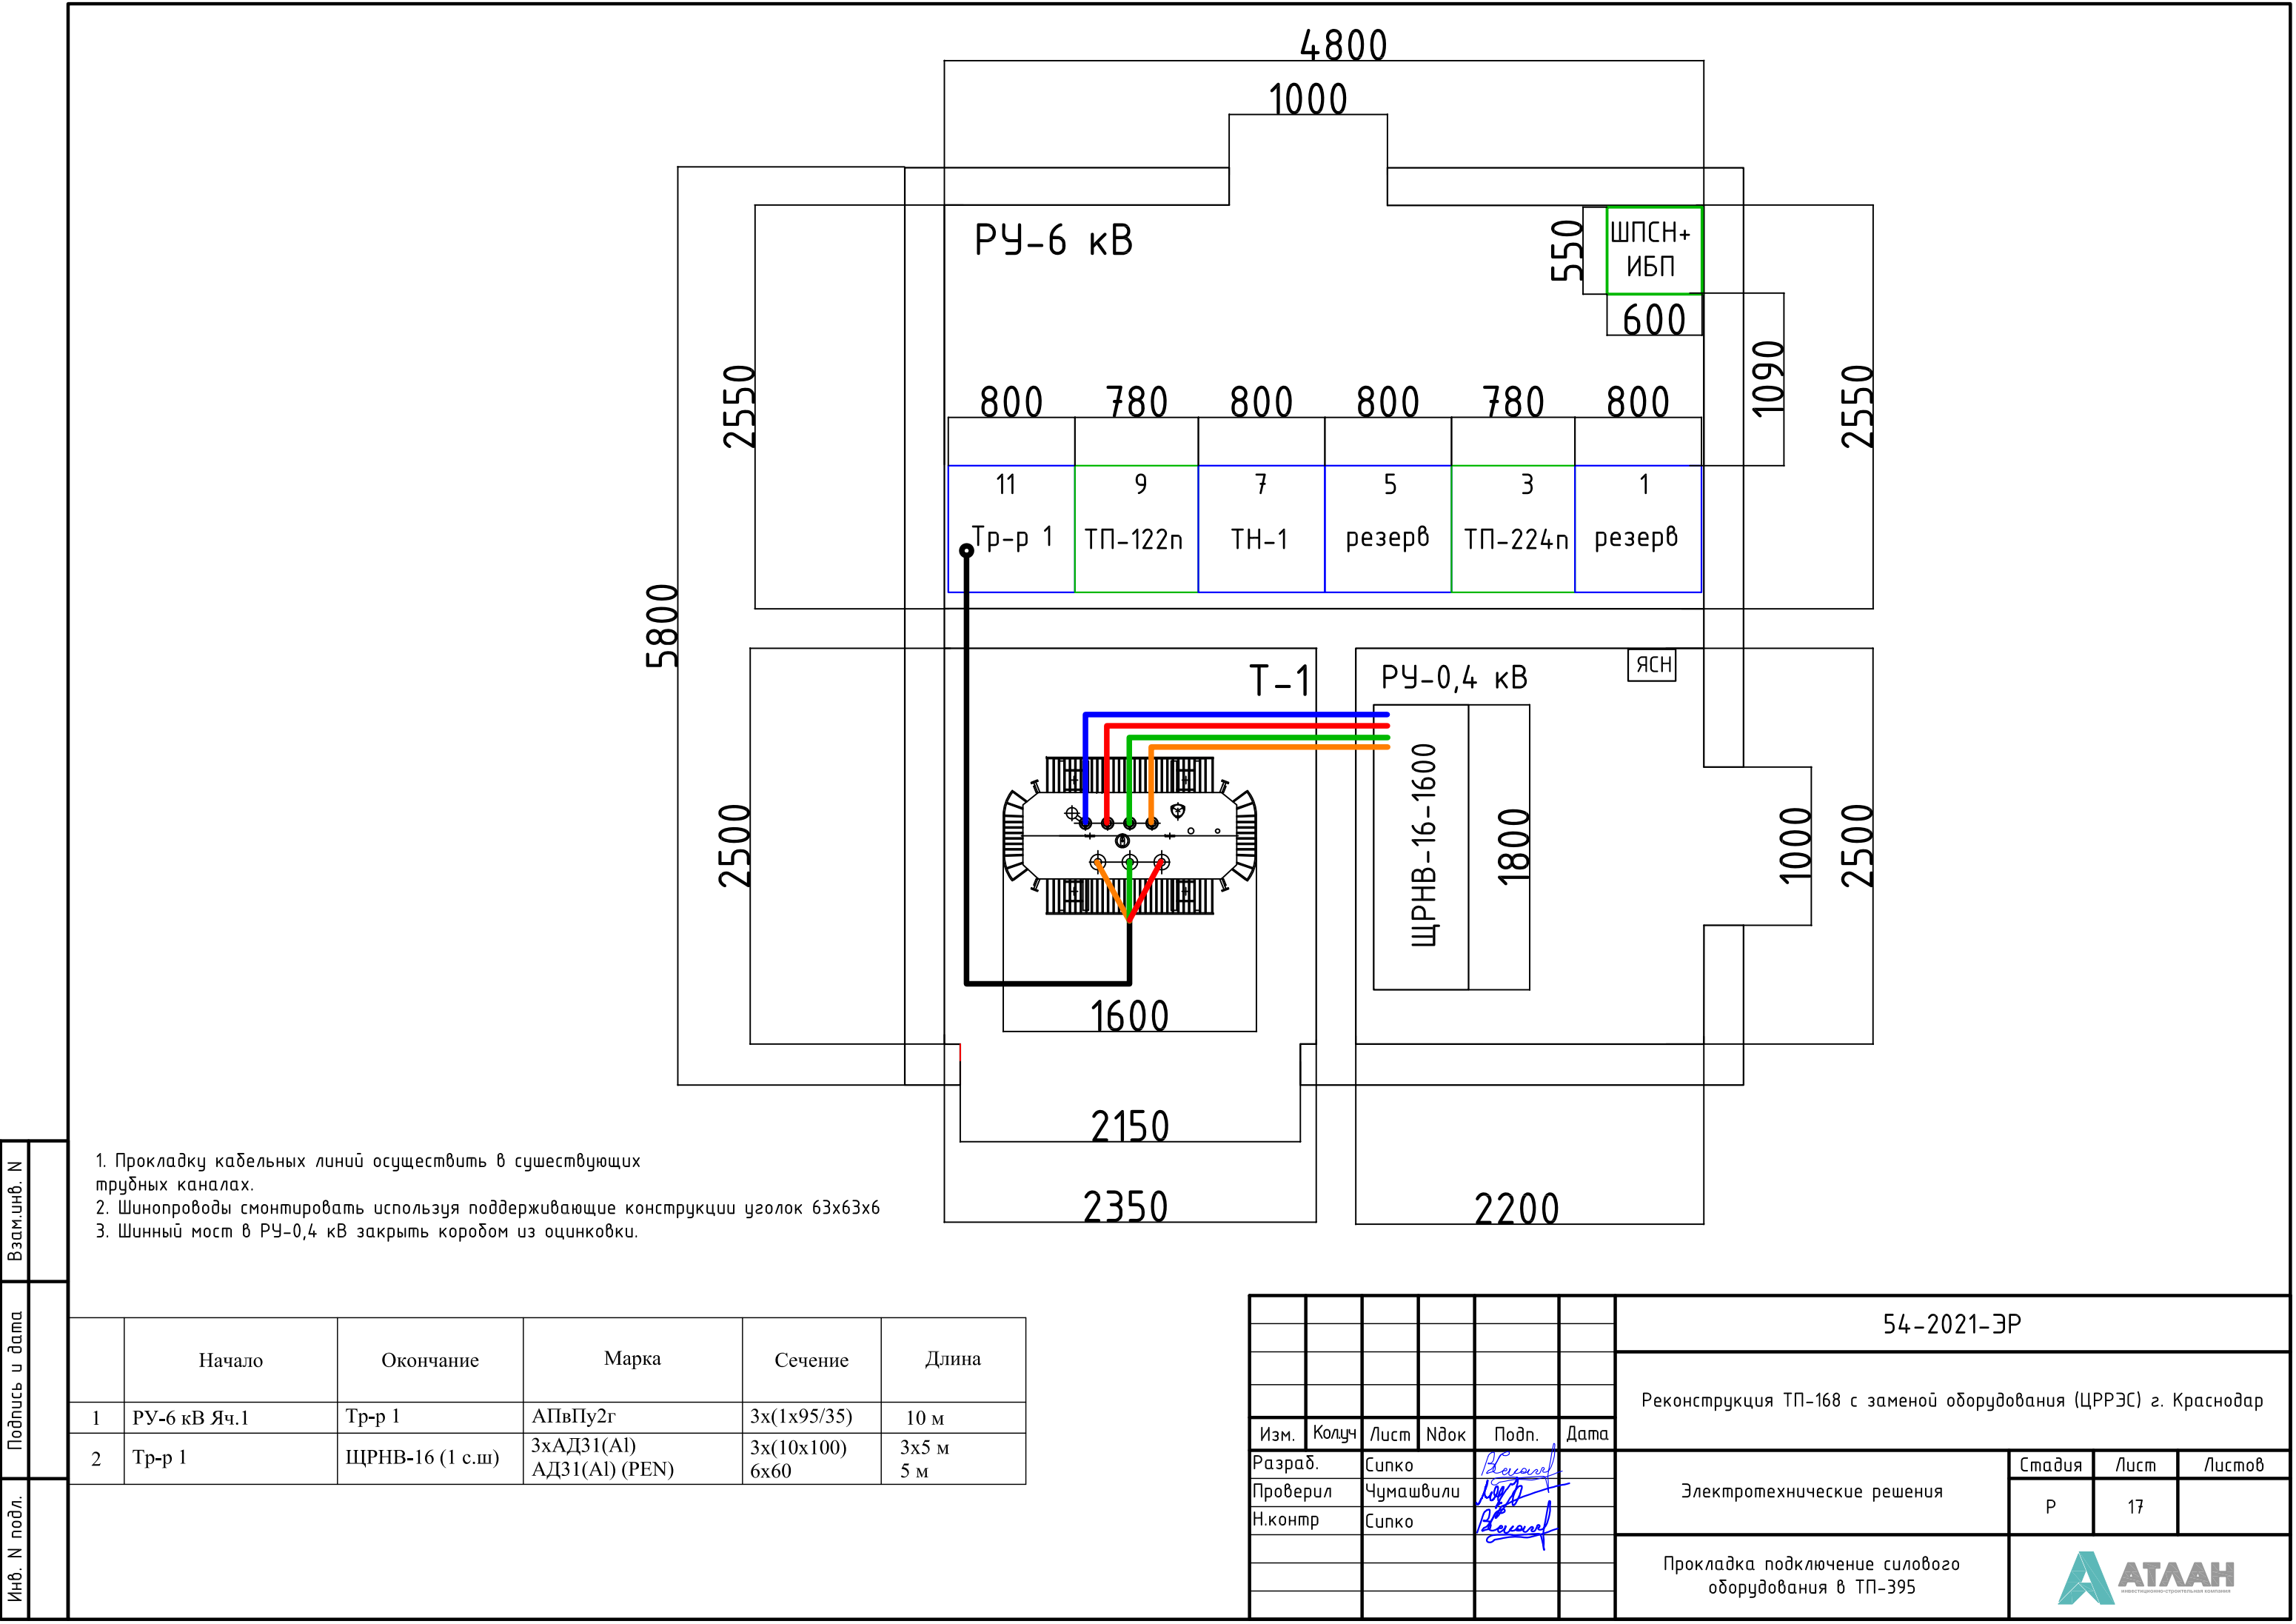 4800
1000
РУ-6 кВ
550
ШПСН+
ИБП
600
1090
2550
2550
800 780 800 800 780 800
11 9 7 5 3 1
Тр-р 1 ТП-122п ТН-1 резерв ТП-224п резерв
5800
Т-1
РУ-0,4 кВ
ЯСН
2500
ЩРНВ-16-1600
1800
1000
2500
1600
2150
2350
2200
1. Прокладку кабельных линий осуществить в сушествующих
трубных каналах.
2. Шинопроводы смонтировать используя поддерживающие конструкции уголок 63х63х6
3. Шинный мост в РУ-0,4 кВ закрыть коробом из оцинковки.
Взам.инв. N
Подпись и дата
Инв. N подл.
Начало Окончание Марка Сечение Длина
1 РУ-6 кВ Яч.1 Тр-р 1 АПвПу2г 3х(1х95/35) 10 м
2 Тр-р 1 ЩРНВ-16 (1 с.ш) 3хАД31(Al) 3х(10х100) 3х5 м
АД31(Al) (PEN) 6х60 5 м
54-2021-ЭР
Реконструкция ТП-168 с заменой оборудования (ЦРРЭС) г. Краснодар
Изм. Кол.уч Лист Nдок Подп. Дата
Разраб. Сипко
Проверил Чумашвили
Н.контр Сипко
Электротехнические решения
Стадия Лист Листов
Р 17
Прокладка подключение силового
оборудования в ТП-395
АТЛАН
инвестиционно-строительная компания